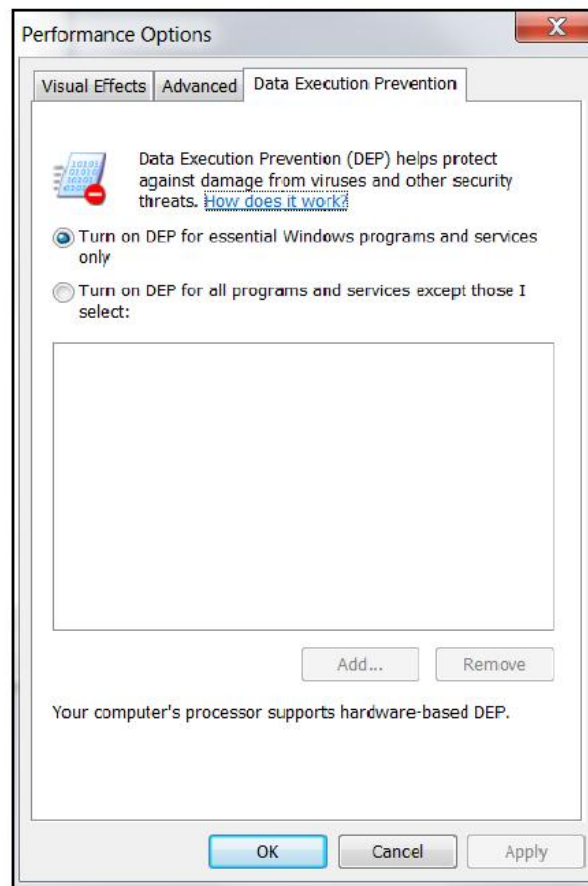 Performance Options
Visual Effects Advanced Data Execution Prevention
Data Execution Prevention (DEP) helps protect
against damage from viruses and other security
threats. How does it work?
Turn on DEP for essential Windows programs and services
only
Turn on DEP for all programs and services except those I
select:
Add... Remove
Your computer's processor supports hardware-based DEP.
OK Cancel Apply